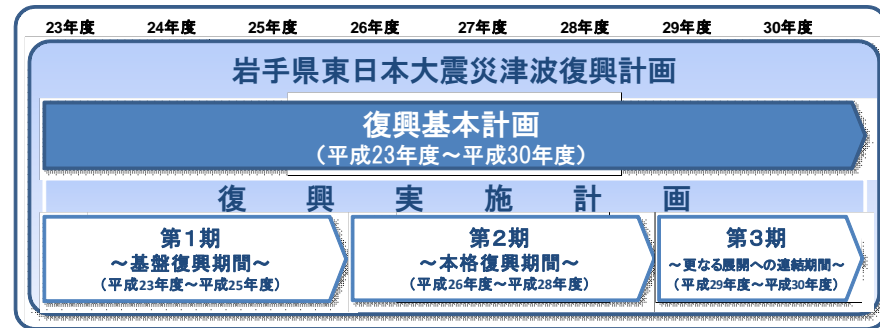 23年度 24年度 25年度 26年度 27年度 28年度 29年度 30年度
岩手県東日本大震災津波復興計画
復興基本計画
（平成23年度～平成30年度）
復興実施計画
第１期
～基盤復興期間～
（平成23年度～平成25年度）
第２期
～本格復興期間～
（平成26年度～平成28年度）
第３期
～更なる展開への連結期間～
（平成29年度～平成30年度）